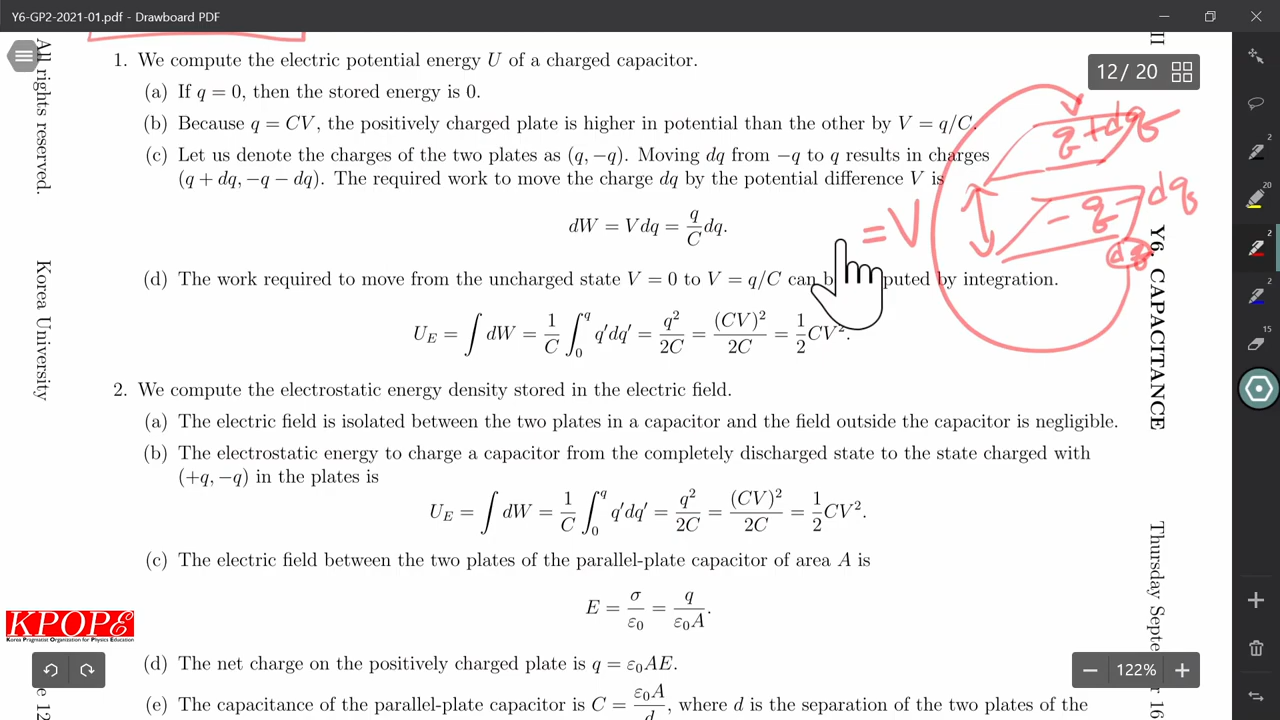 Y6-GP2-2021-01.pdf - Drawboard PDF
12 / 20
1. We compute the electric potential energy U of a charged capacitor.
(a) If q = 0, then the stored energy is 0.
(b) Because q = CV, the positively charged plate is higher in potential than the other by V = q/C.
(c) Let us denote the charges of the two plates as (q, −q). Moving dq from −q to q results in charges
(q + dq, −q − dq). The required work to move the charge dq by the potential difference V is
dW = Vdq = q/C dq.
(d) The work required to move from the uncharged state V = 0 to V = q/C can b puted by integration.
U_E = ∫ dW = 1/C ∫_0^q q′dq′ = q²/2C = (CV)²/2C = 1/2 CV².
2. We compute the electrostatic energy density stored in the electric field.
(a) The electric field is isolated between the two plates in a capacitor and the field outside the capacitor is negligible.
(b) The electrostatic energy to charge a capacitor from the completely discharged state to the state charged with
(+q, −q) in the plates is
U_E = ∫ dW = 1/C ∫_0^q q′dq′ = q²/2C = (CV)²/2C = 1/2 CV².
(c) The electric field between the two plates of the parallel-plate capacitor of area A is
E = σ/ε₀ = q/ε₀A.
(d) The net charge on the positively charged plate is q = ε₀AE.
(e) The capacitance of the parallel-plate capacitor is C = ε₀A/d, where d is the separation of the two plates of the
q+dq
−q−dq
dq
= V
All rights reserved.
Korea University
e 12
II
Y6. CAPACITANCE
Thursday Septe
r 16
KPOPE
Korea Pragmatist Organization for Physics Education
122%
20
2
2
2
15